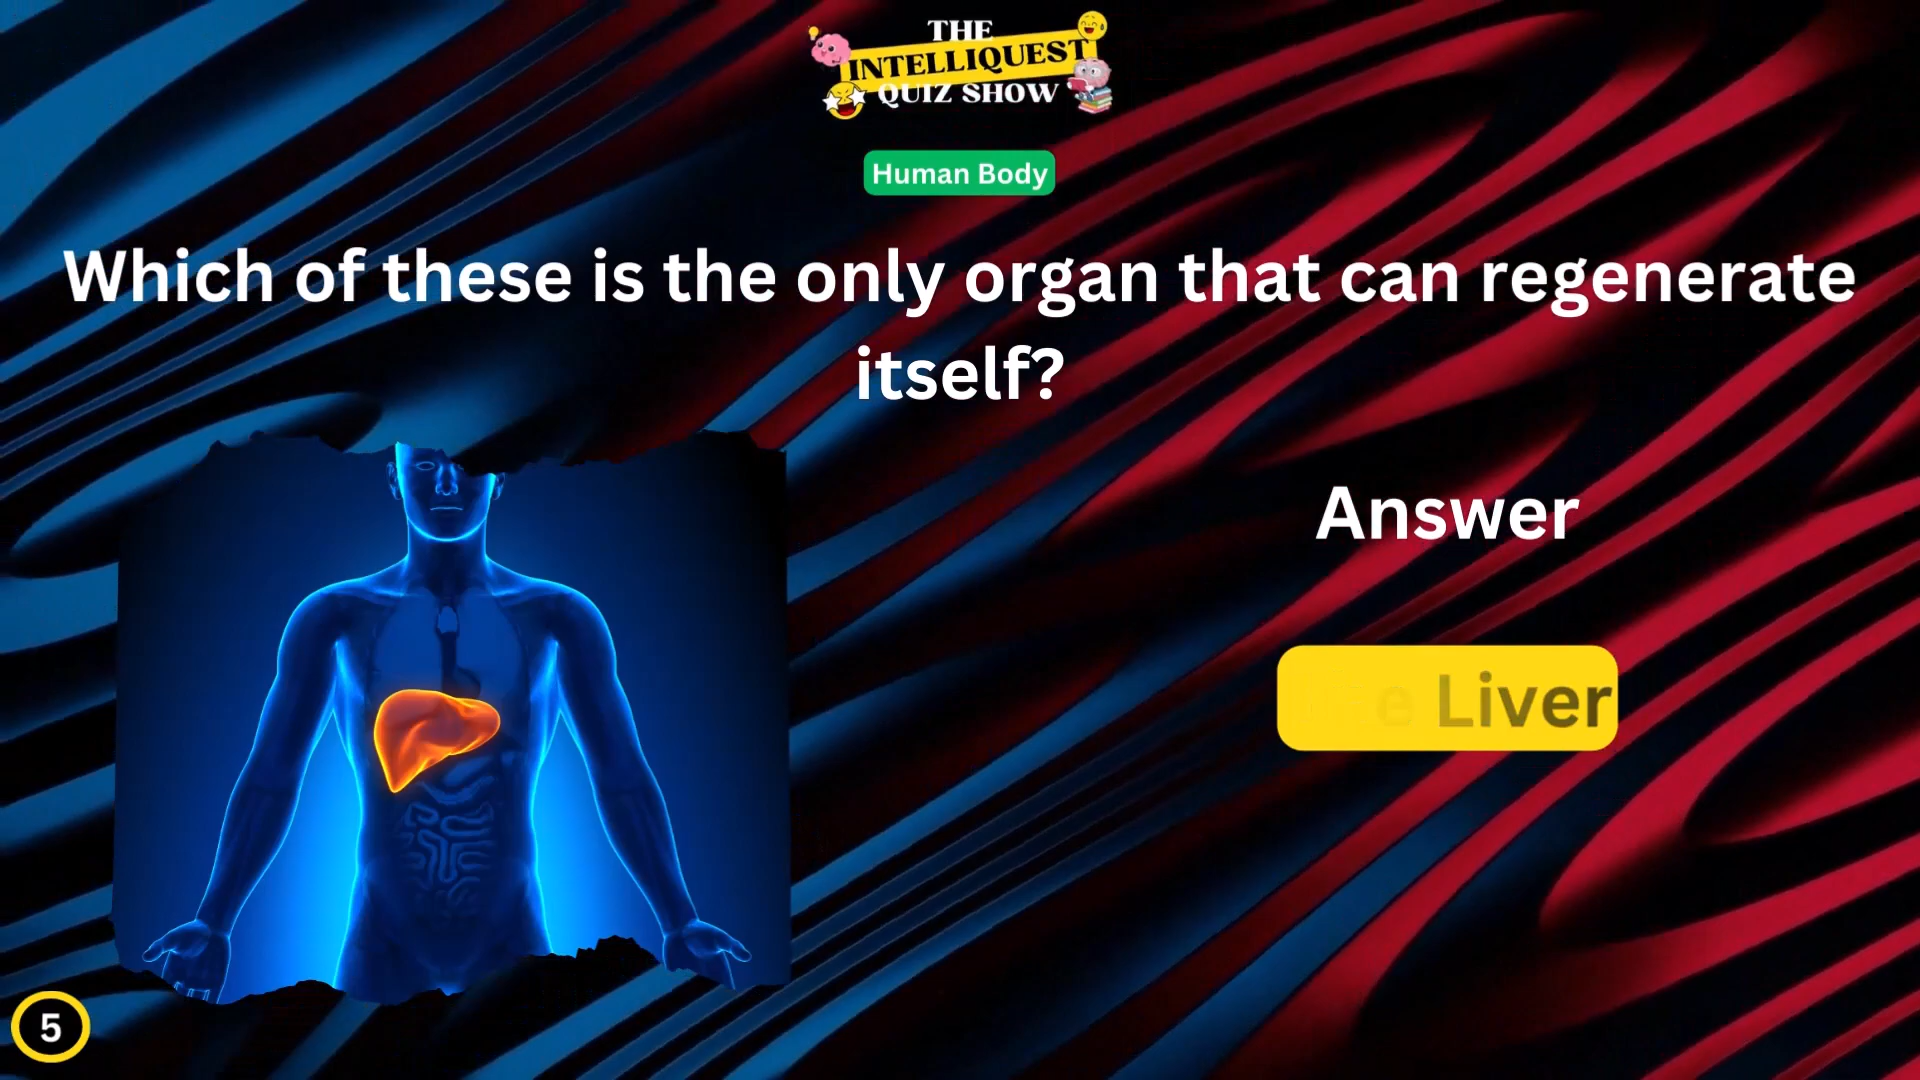 THE
INTELLIQUEST
QUIZ SHOW
Human Body
Which of these is the only organ that can regenerate
itself?
Answer
Liver
5